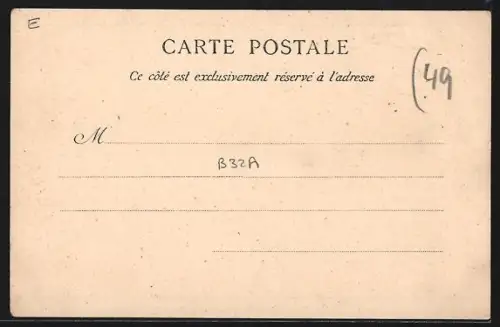 E
CARTE POSTALE
Ce côté est exclusivement réservé à l'adresse
(49
M
B32A